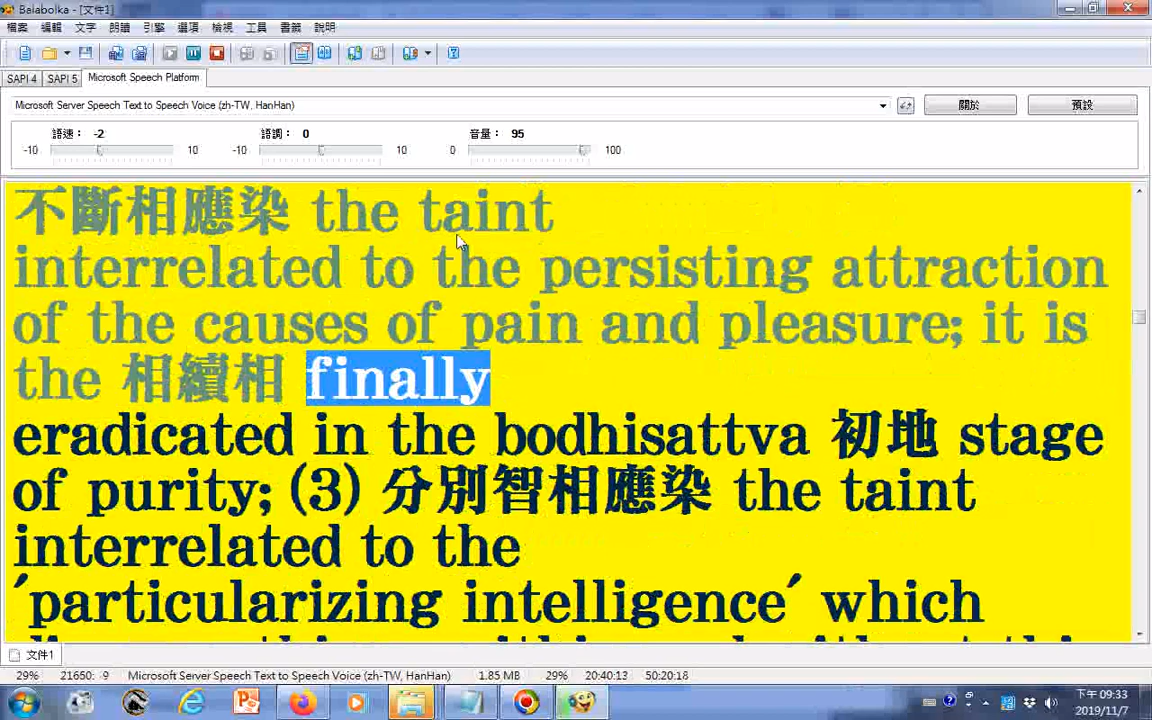 Balabolka - [文件1]
檔案 編輯 文字 朗讀 引擎 選項 檢視 工具 書籤 說明
SAPI 4 SAPI 5 Microsoft Speech Platform
Microsoft Server Speech Text to Speech Voice (zh-TW, HanHan) 關於 預設
語速： -2 語調： 0 音量： 95
-10 10 -10 10 0 100
不斷相應染 the taint
interrelated to the persisting attraction
of the causes of pain and pleasure; it is
the 相續相 finally
eradicated in the bodhisattva 初地 stage
of purity; (3) 分別智相應染 the taint
interrelated to the
'particularizing intelligence' which
文件1
29% 21650: 9 Microsoft Server Speech Text to Speech Voice (zh-TW, HanHan) 1.85 MB 29% 20:40:13 50:20:18
下午 09:33
2019/11/7